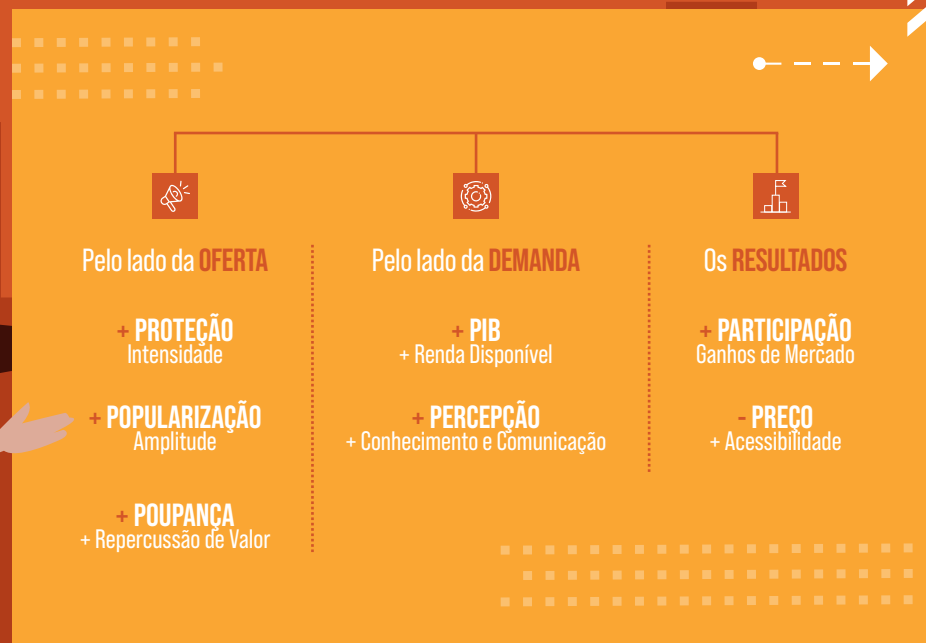 Pelo lado da OFERTA
+ PROTEÇÃO
Intensidade
+ POPULARIZAÇÃO
Amplitude
+ POUPANÇA
+ Repercussão de Valor
Pelo lado da DEMANDA
+ PIB
+ Renda Disponível
+ PERCEPÇÃO
+ Conhecimento e Comunicação
Os RESULTADOS
+ PARTICIPAÇÃO
Ganhos de Mercado
- PREÇO
+ Acessibilidade